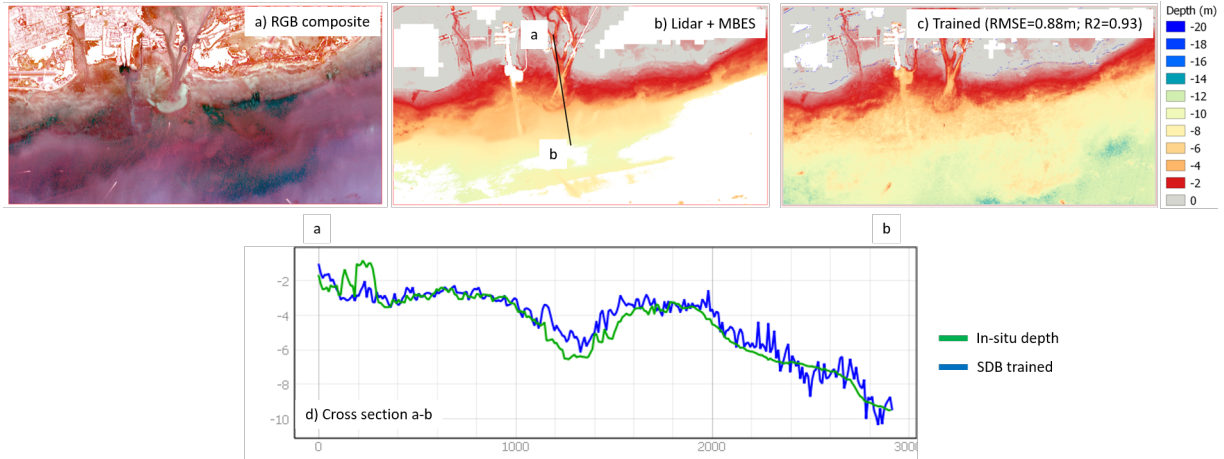 a) RGB composite
b) Lidar + MBES
a
b
c) Trained (RMSE=0.88m; R2=0.93)
Depth (m)
-20
-18
-16
-14
-12
-10
-8
-6
-4
-2
0
a
b
-2
-4
-6
-8
-10
d) Cross section a-b
0
1000
2000
3000
In-situ depth
SDB trained